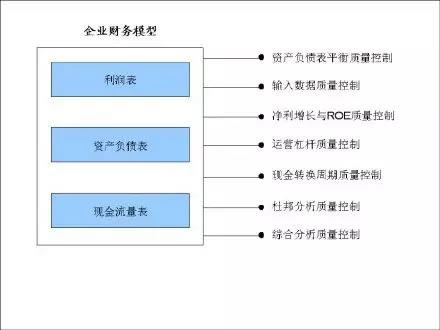 企业财务模型
资产负债表平衡质量控制
利润表
输入数据质量控制
净利增长与ROE质量控制
资产负债表
运营杠杆质量控制
现金转换周期质量控制
现金流量表
杜邦分析质量控制
综合分析质量控制